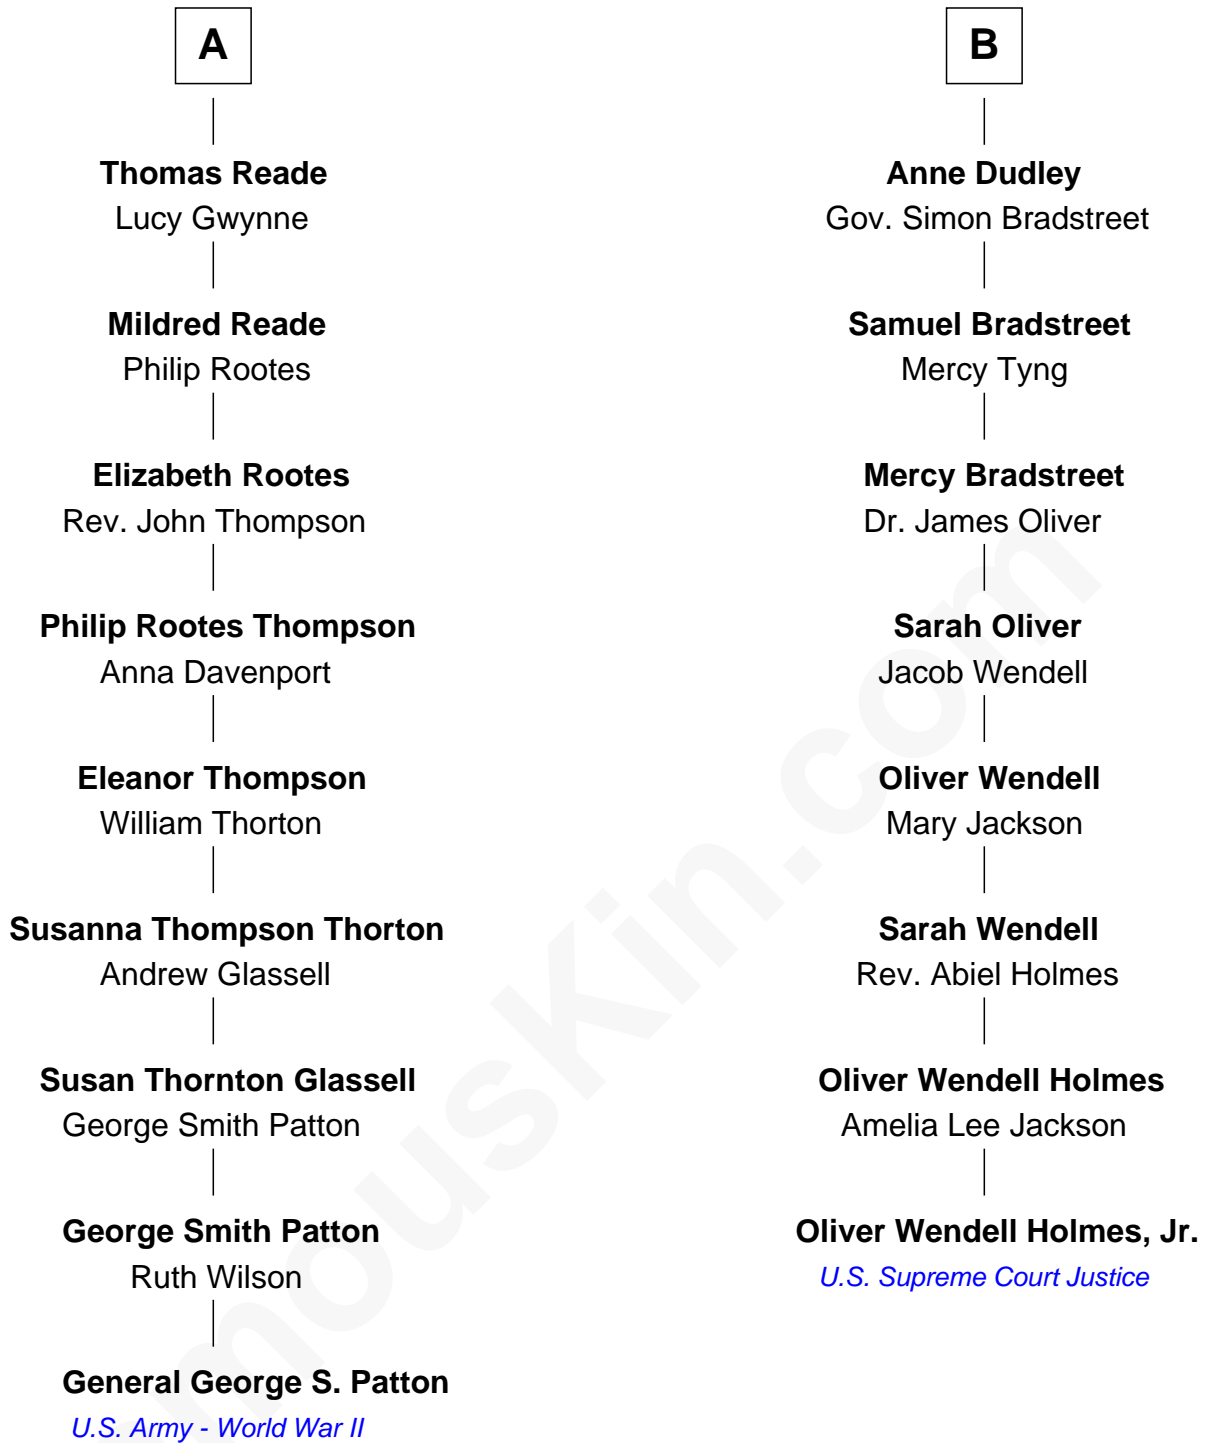 A
Thomas Reade
Lucy Gwynne
Mildred Reade
Philip Rootes
Elizabeth Rootes
Rev. John Thompson
Philip Rootes Thompson
Anna Davenport
Eleanor Thompson
William Thorton
Susanna Thompson Thorton
Andrew Glassell
Susan Thornton Glassell
George Smith Patton
George Smith Patton
Ruth Wilson
General George S. Patton
U.S. Army - World War II
B
Anne Dudley
Gov. Simon Bradstreet
Samuel Bradstreet
Mercy Tyng
Mercy Bradstreet
Dr. James Oliver
Sarah Oliver
Jacob Wendell
Oliver Wendell
Mary Jackson
Sarah Wendell
Rev. Abiel Holmes
Oliver Wendell Holmes
Amelia Lee Jackson
Oliver Wendell Holmes, Jr.
U.S. Supreme Court Justice
mousKin.com